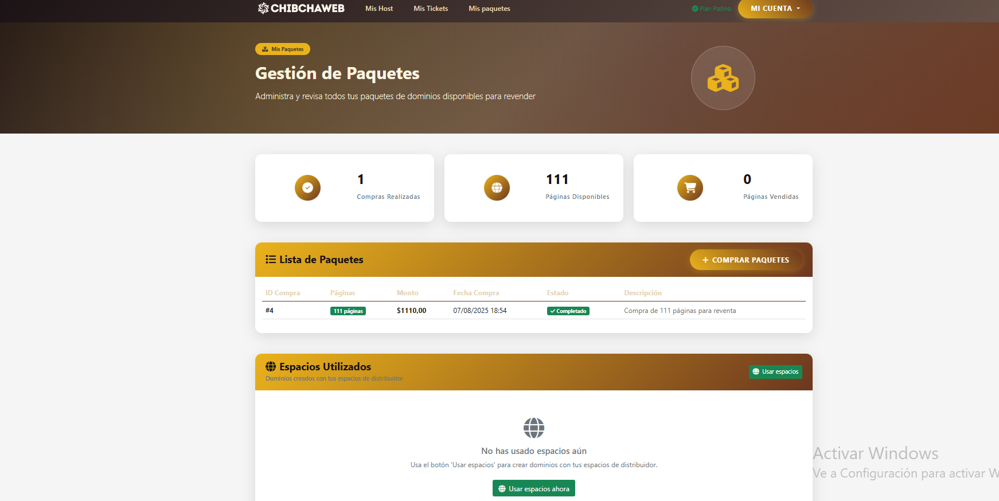 CHIBCHAWEB Mis Host Mis Tickets Mis paquetes Plan Platino MI CUENTA
Mis Paquetes
Gestión de Paquetes
Administra y revisa todos tus paquetes de dominios disponibles para revender
1
Compras Realizadas
111
Páginas Disponibles
0
Páginas Vendidas
Lista de Paquetes
COMPRAR PAQUETES
ID Compra Páginas Monto Fecha Compra Estado Descripción
#4 111 páginas $1110,00 07/08/2025 18:54 Completado Compra de 111 páginas para reventa
Espacios Utilizados
Dominios creados con tus espacios de distribuidor
Usar espacios
No has usado espacios aún
Usa el botón 'Usar espacios' para crear dominios con tus espacios de distribuidor.
Usar espacios ahora
Activar Windows
Ve a Configuración para activar W